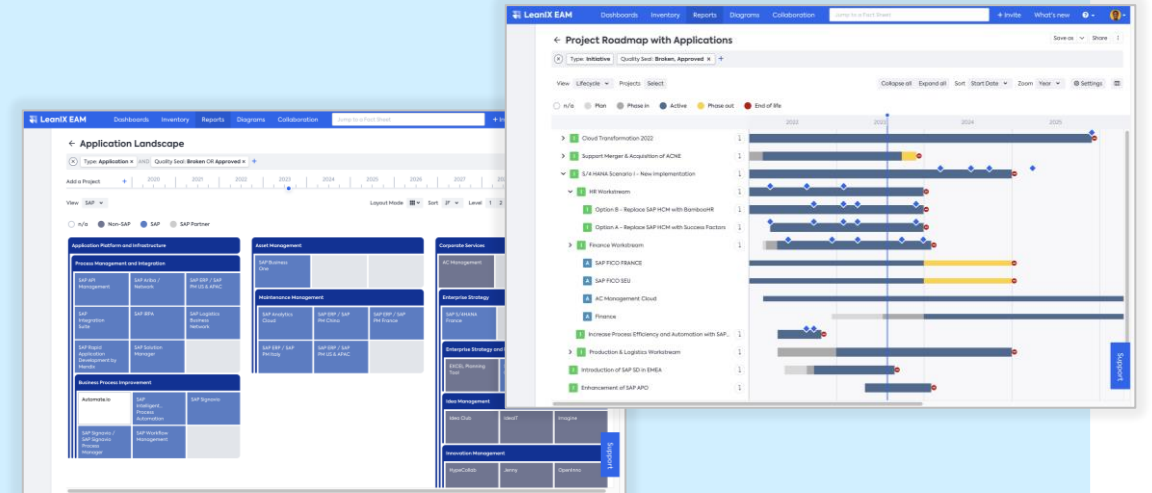 LeanIX EAM Dashboards Inventory Reports Diagrams Collaboration Jump to a Fact Sheet + Invite What's new
← Project Roadmap with Applications Save as Share
Type: Initiative Quality Seal: Broken, Approved × +
View Lifecycle Projects Select Collapse all Expand all Sort Start Date Zoom Year Settings
n/a Plan Phase in Active Phase out End of life
2022 2023 2024 2025
> I Cloud Transformation 2022
> I Support Merger & Acquisition of ACME
I S/4 HANA Scenario I - New Implementation
I HR Workstream
I Option B - Replace SAP HCM with BambooHR
I Option A - Replace SAP HCM with Success Factors
> I Finance Workstream
A SAP FICO FRANCE
A SAP FICO SEU
A AC Management Cloud
A Finance
I Increase Process Efficiency and Automation with SAP...
> I Production & Logistics Workstream
I Introduction of SAP SD in EMEA
I Enhancement of SAP APO
Support
LeanIX EAM Dashboards Inventory Reports Diagrams Collaboration Jump to a Fact Sheet
← Application Landscape
Type: Application × AND Quality Seal: Broken OR Approved × +
Add a Project + 2020 2021 2022 2023 2024 2025 2026 2027
View SAP Layout Mode Sort Level 1 2
n/a Non-SAP SAP SAP Partner
Application Platform and Infrastructure
Process Management and Integration
SAP API
Management
SAP Ariba /
Network
SAP ERP / SAP
PM US & APAC
SAP
Integration
Suite
SAP iRPA
SAP Logistics
Business
Network
SAP Rapid
Application
Development by
Mendix
SAP Solution
Manager
Business Process Improvement
Automate.io
SAP
Intelligent...
Process
Automation
SAP Signavio
SAP Signavio /
SAP Signavio
Process
Manager
SAP Workflow
Management
Asset Management
SAP Business
One
Maintenance Management
SAP Analytics
Cloud
SAP ERP / SAP
PM China
SAP ERP / SAP
PM France
SAP ERP / SAP
PM Italy
SAP ERP / SAP
PM US & APAC
Corporate Services
AC Management
Enterprise Strategy
SAP S/4HANA
France
Enterprise Strategy and
EXCEL Planning
Tool
Idea Management
Idea Club
IdeaIT
Imagine
Innovation Management
HypeCollab
Jenny
OpenInno
Support